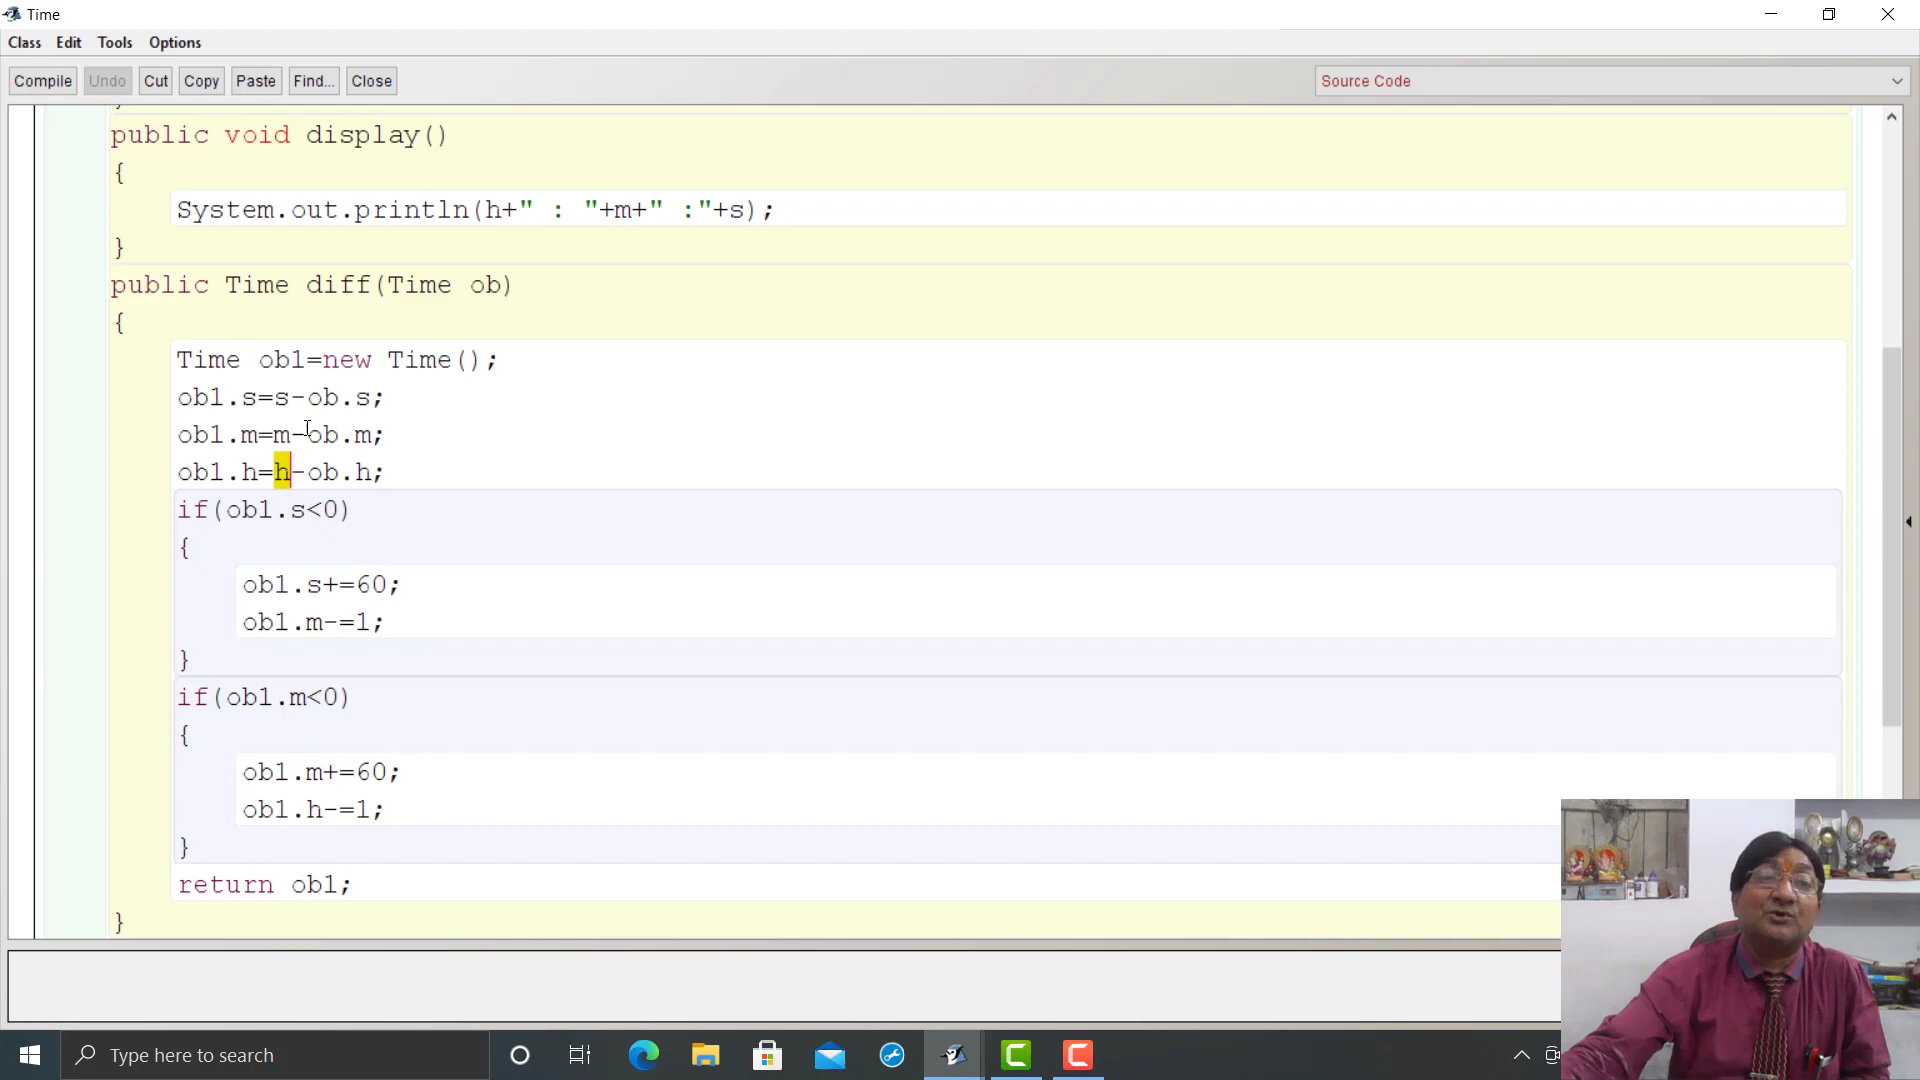 Time
Class Edit Tools Options
Compile Undo Cut Copy Paste Find... Close Source Code
public void display()
{
System.out.println(h+" : "+m+" :"+s);
}
public Time diff(Time ob)
{
Time ob1=new Time();
ob1.s=s-ob.s;
ob1.m=m-ob.m;
ob1.h=h-ob.h;
if(ob1.s<0)
{
ob1.s+=60;
ob1.m-=1;
}
if(ob1.m<0)
{
ob1.m+=60;
ob1.h-=1;
}
return ob1;
}
Type here to search